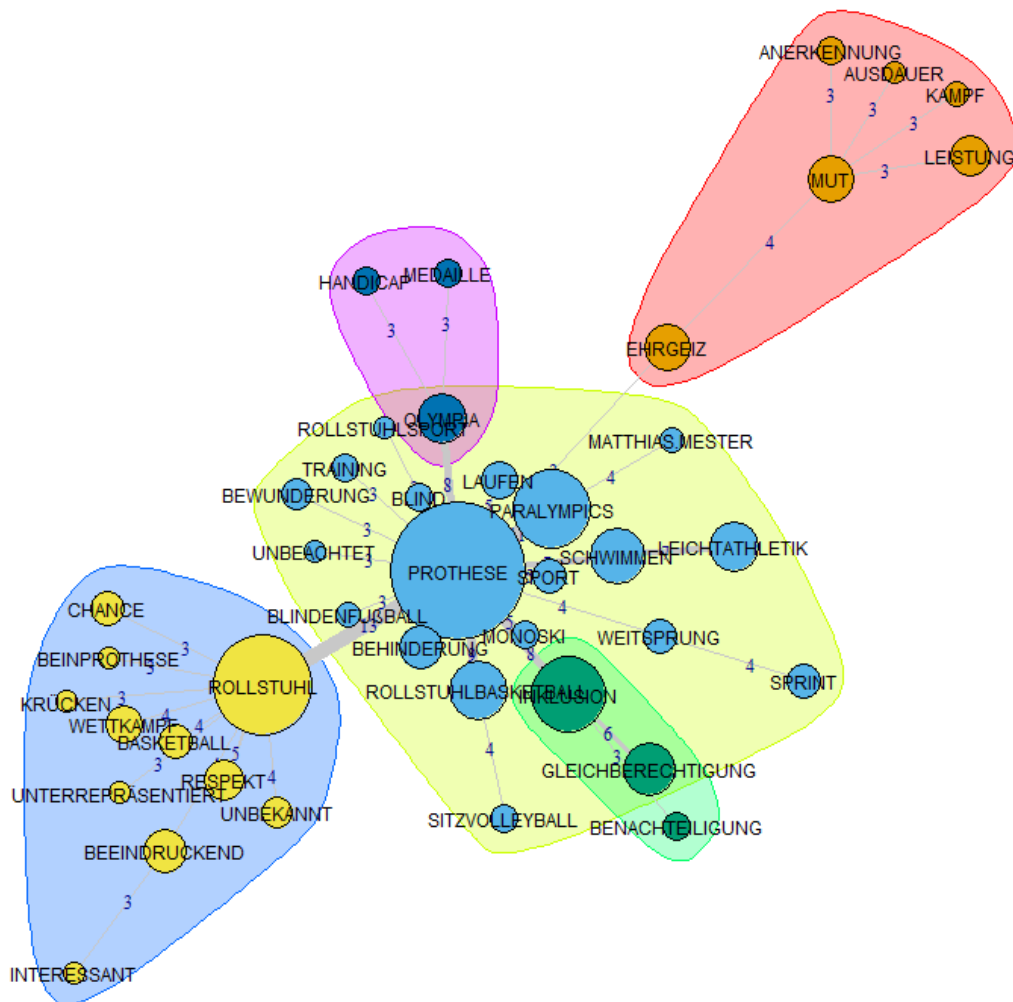 ANERKENNUNG
AUSDAUER
KAMPF
3
3
3
LEISTUNG
3
MUT
4
HANDICAP
MEDAILLE
3
3
EHRGEIZ
OLYMPIA
ROLLSTUHLSPORT
MATTHIAS.MESTER
TRAINING
4
8
LAUFEN
BEWUNDERUNG
3
BLIND
PARALYMPICS
3
UNBEACHTET
3
SCHWIMMEN
LEICHTATHLETIK
PROTHESE
SPORT
3
4
CHANCE
BLINDENFUßBALL
13
5
MONOSKI
WEITSPRUNG
3
BEHINDERUNG
8
BEINPROTHESE
3
ROLLSTUHL
4
SPRINT
KRÜCKEN
3
ROLLSTUHLBASKETBALL
INKLUSION
WETTKAMPF
4
4
BASKETBALL
6
3
5
4
3
GLEICHBERECHTIGUNG
UNTERREPRÄSENTIERT
RESPEKT
4
UNBEKANNT
SITZVOLLEYBALL
BENACHTEILIGUNG
BEEINDRUCKEND
3
INTERESSANT